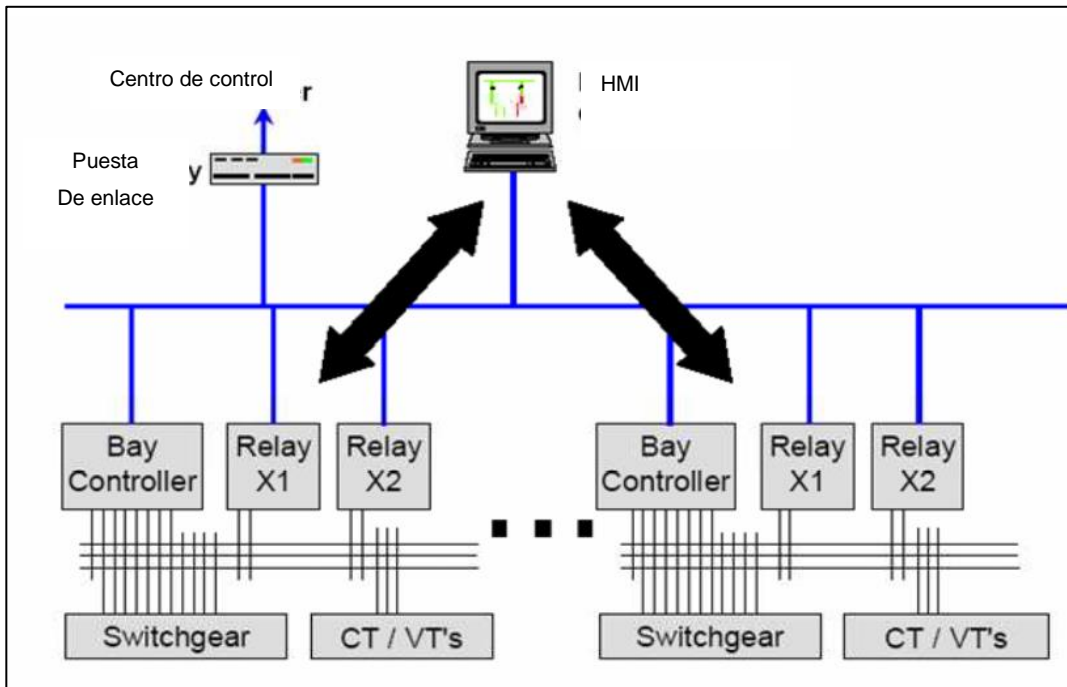 Centro de control
r
HMI
Puesta
y
De enlace
Bay
Controller
Relay
X1
Relay
X2
Bay
Controller
Relay
X1
Relay
X2
Switchgear
CT / VT's
Switchgear
CT / VT's